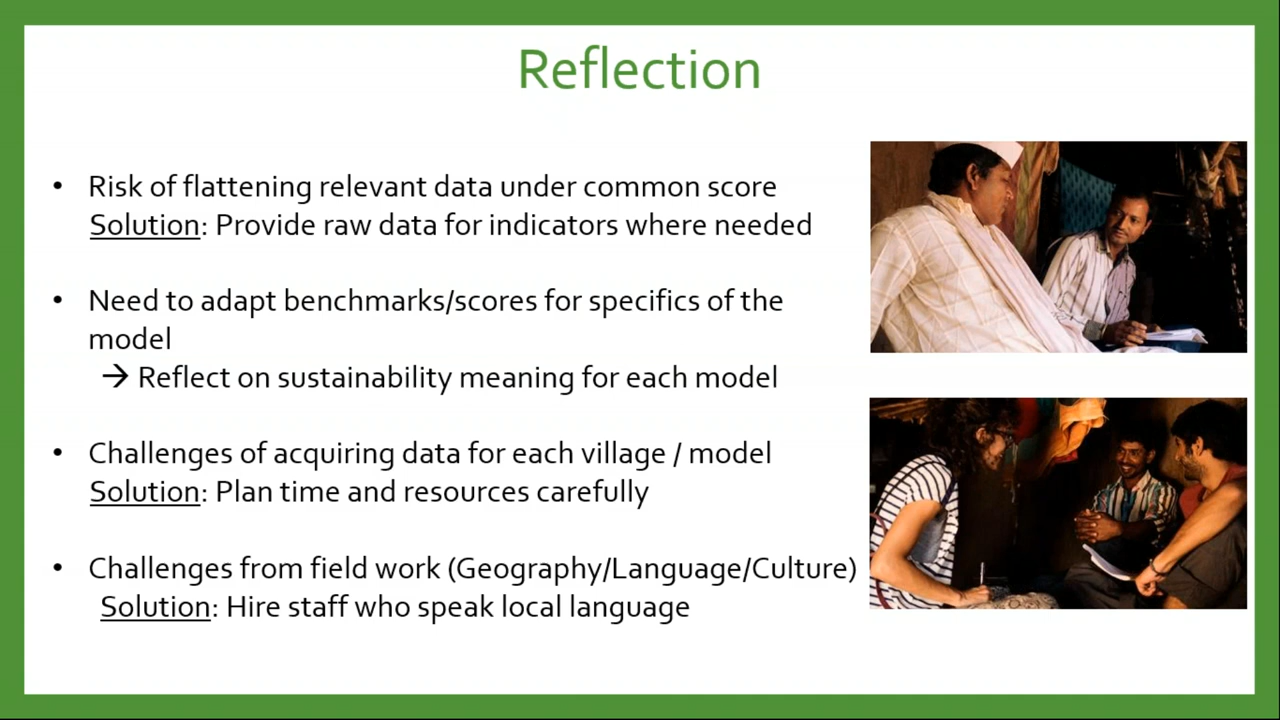 Reflection
• Risk of flattening relevant data under common score
Solution: Provide raw data for indicators where needed
• Need to adapt benchmarks/scores for specifics of the
model
→ Reflect on sustainability meaning for each model
• Challenges of acquiring data for each village / model
Solution: Plan time and resources carefully
• Challenges from field work (Geography/Language/Culture)
Solution: Hire staff who speak local language